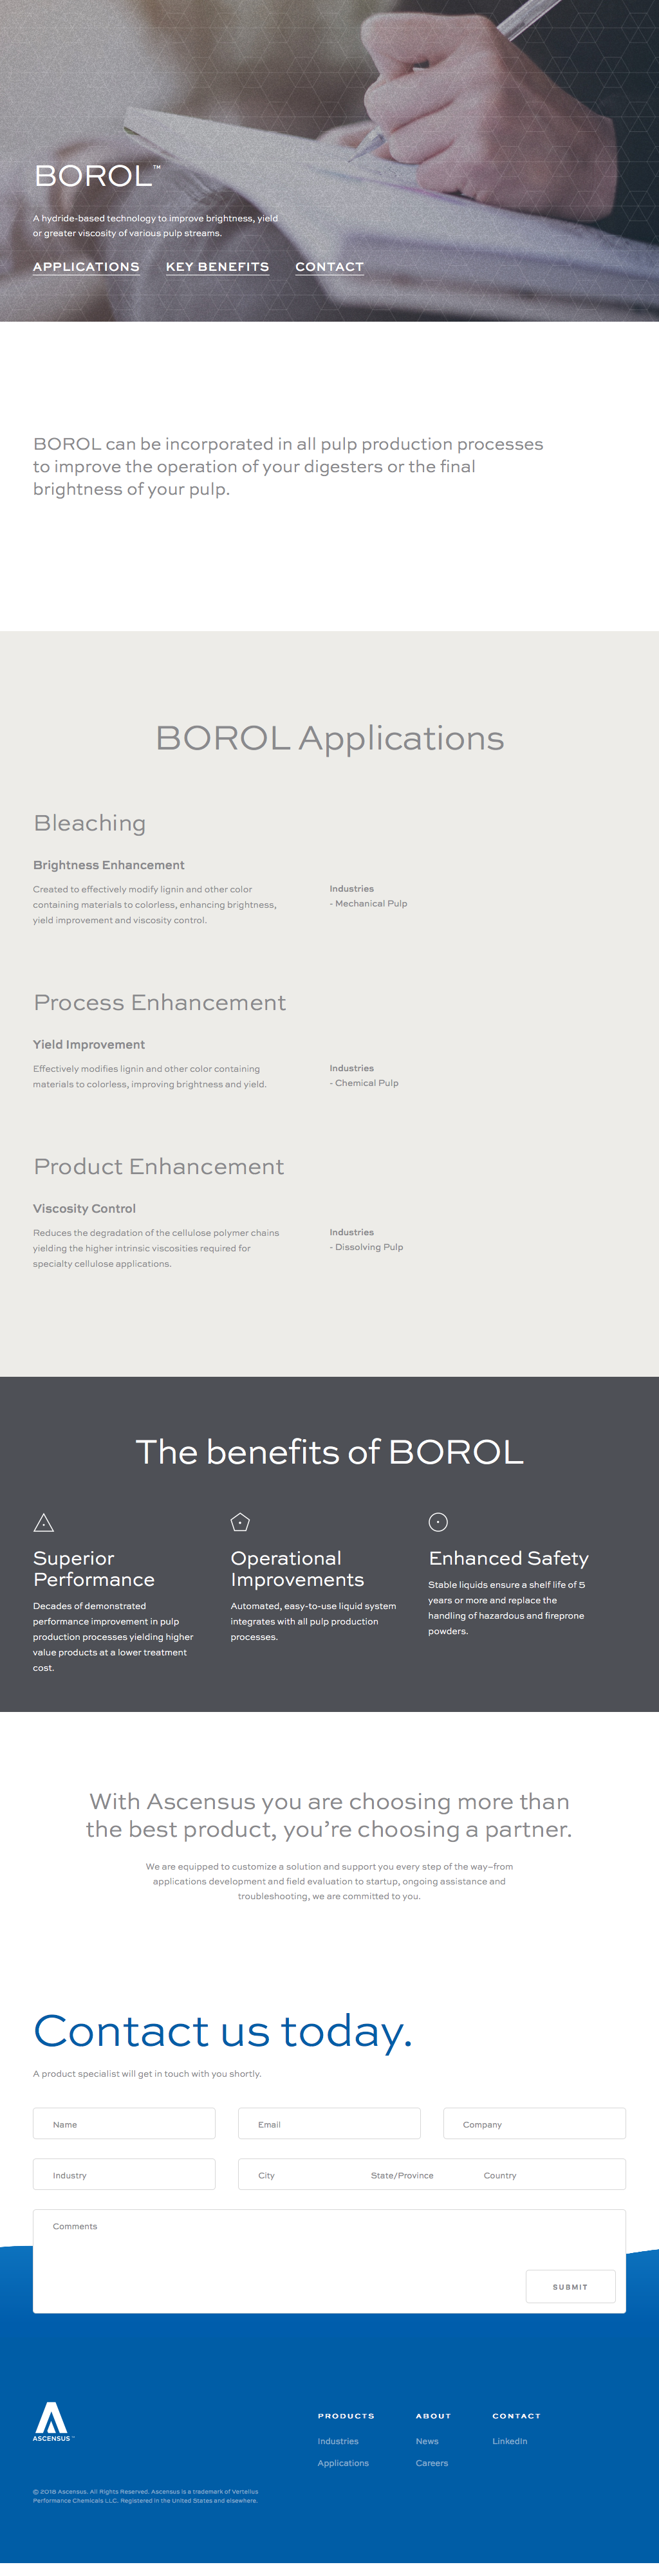 BOROL™
A hydride-based technology to improve brightness, yield
or greater viscosity of various pulp streams.
APPLICATIONS KEY BENEFITS CONTACT
BOROL can be incorporated in all pulp production processes
to improve the operation of your digesters or the final
brightness of your pulp.
BOROL Applications
Bleaching
Brightness Enhancement
Created to effectively modify lignin and other color
containing materials to colorless, enhancing brightness,
yield improvement and viscosity control.
Industries
- Mechanical Pulp
Process Enhancement
Yield Improvement
Effectively modifies lignin and other color containing
materials to colorless, improving brightness and yield.
Industries
- Chemical Pulp
Product Enhancement
Viscosity Control
Reduces the degradation of the cellulose polymer chains
yielding the higher intrinsic viscosities required for
specialty cellulose applications.
Industries
- Dissolving Pulp
The benefits of BOROL
Superior
Performance
Decades of demonstrated
performance improvement in pulp
production processes yielding higher
value products at a lower treatment
cost.
Operational
Improvements
Automated, easy-to-use liquid system
integrates with all pulp production
processes.
Enhanced Safety
Stable liquids ensure a shelf life of 5
years or more and replace the
handling of hazardous and fireprone
powders.
With Ascensus you are choosing more than
the best product, you’re choosing a partner.
We are equipped to customize a solution and support you every step of the way–from
applications development and field evaluation to startup, ongoing assistance and
troubleshooting, we are committed to you.
Contact us today.
A product specialist will get in touch with you shortly.
Name Email Company
Industry City State/Province Country
Comments
SUBMIT
ASCENSUS™
PRODUCTS ABOUT CONTACT
Industries News LinkedIn
Applications Careers
© 2018 Ascensus. All Rights Reserved. Ascensus is a trademark of Vertellus
Performance Chemicals LLC. Registered in the United States and elsewhere.